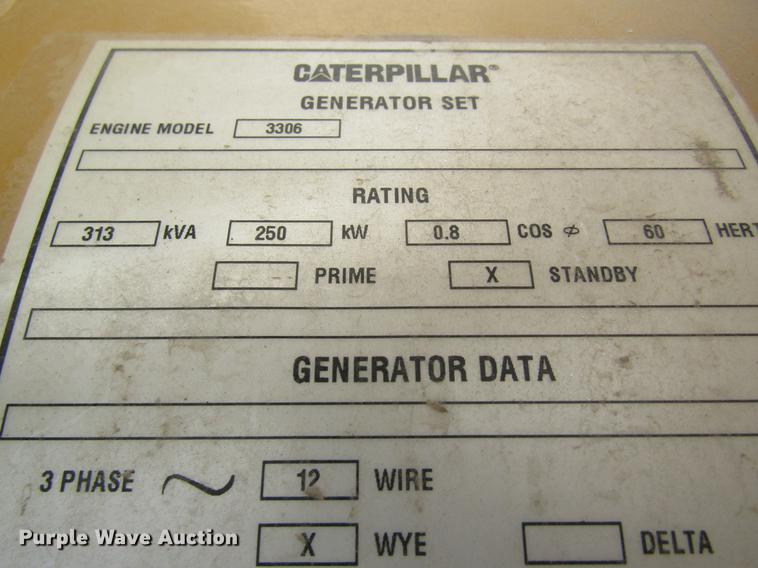 CATERPILLAR®
GENERATOR SET
ENGINE MODEL 3306
RATING
313 kVA 250 kW 0.8 COS ⌀ 60 HERT
PRIME X STANDBY
GENERATOR DATA
3 PHASE ~ 12 WIRE
X WYE DELTA
Purple Wave Auction